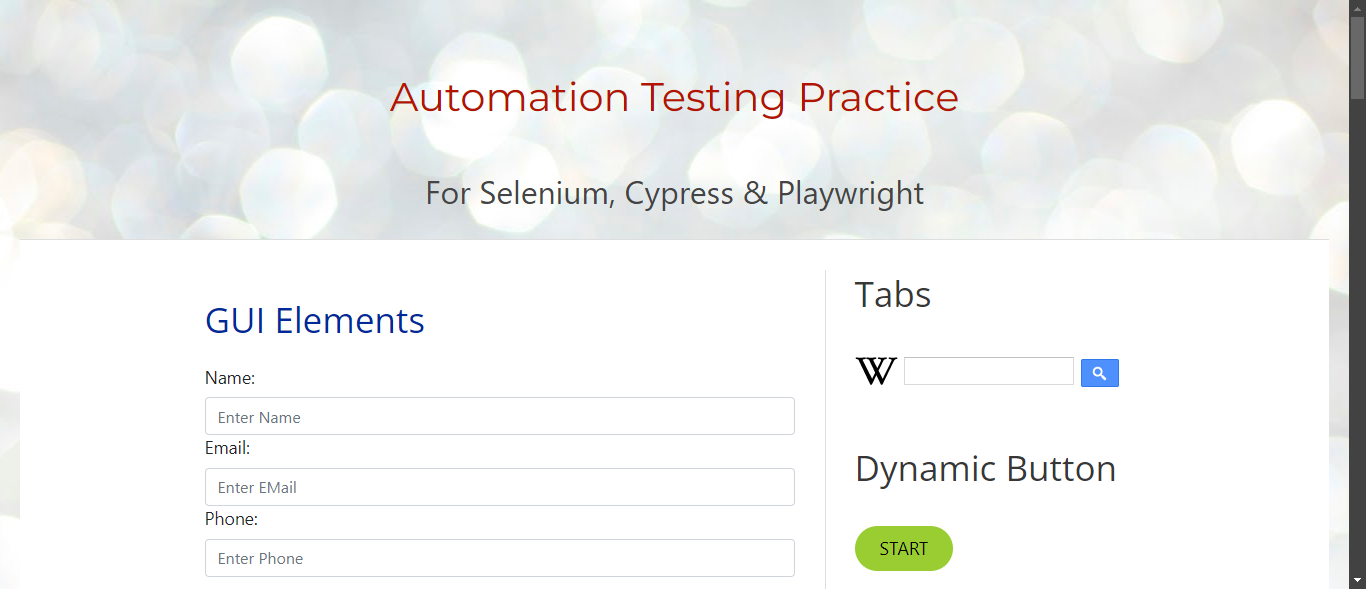 Automation Testing Practice
For Selenium, Cypress & Playwright
GUI Elements
Name:
Enter Name
Email:
Enter EMail
Phone:
Enter Phone
Tabs
W
Dynamic Button
START